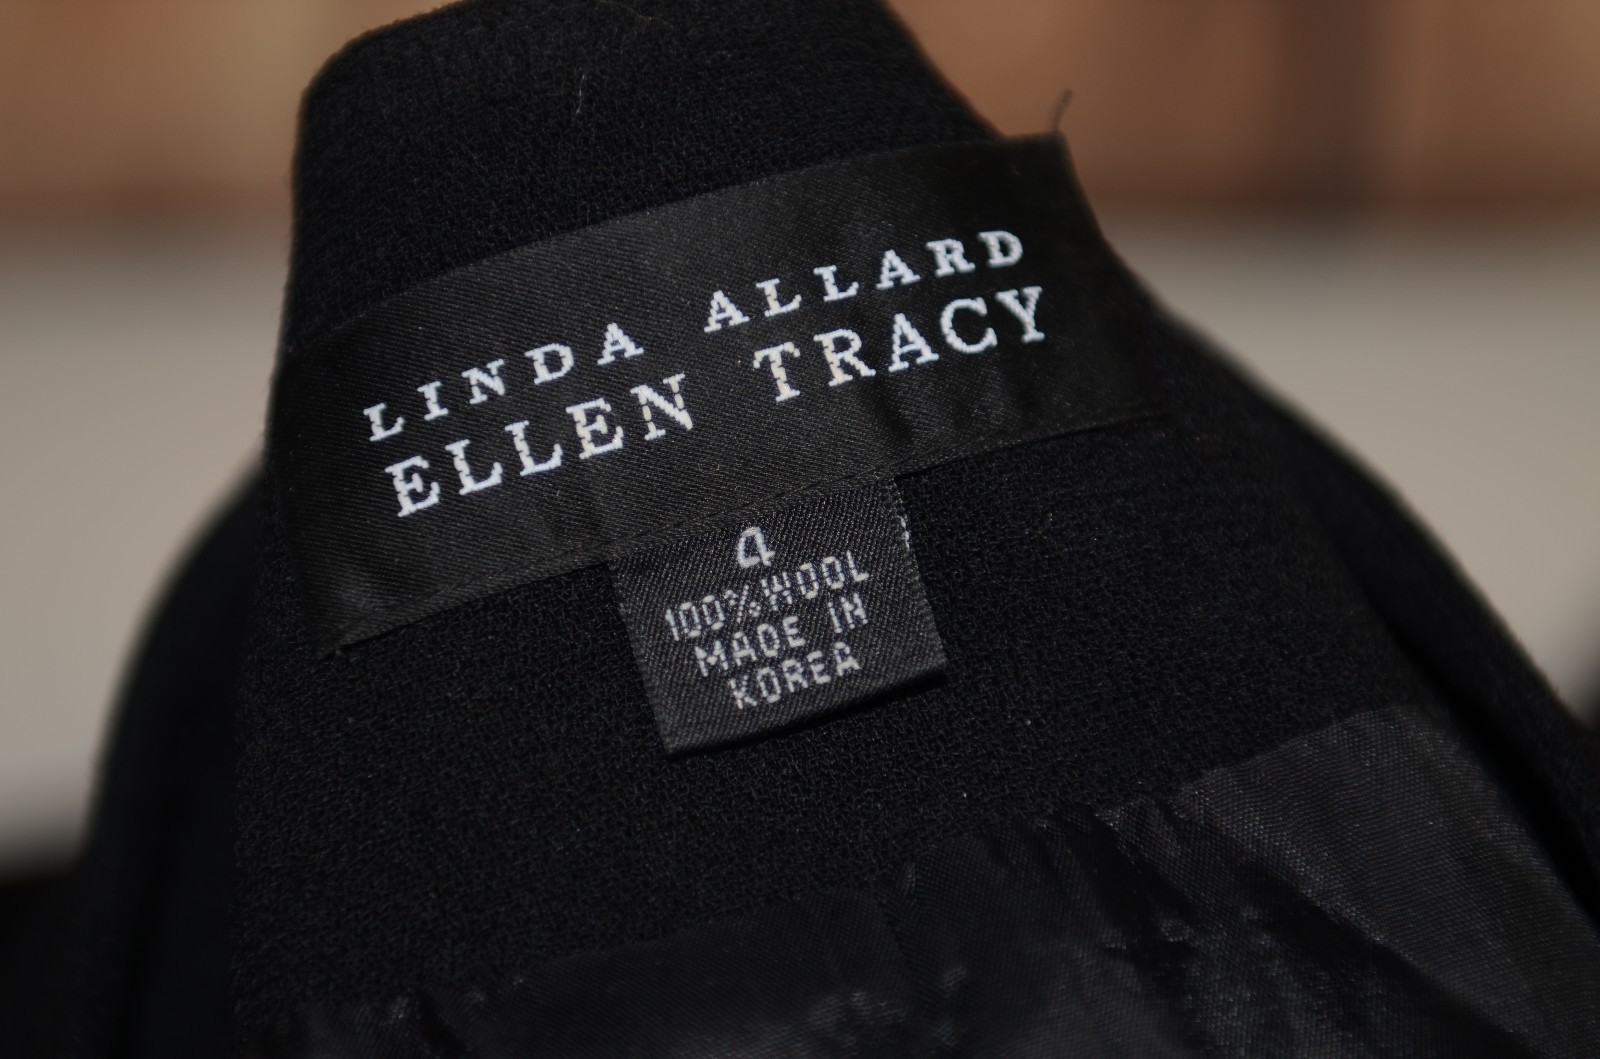 LINDA ALLARD
ELLEN TRACY
4
100% WOOL
MADE IN
KOREA